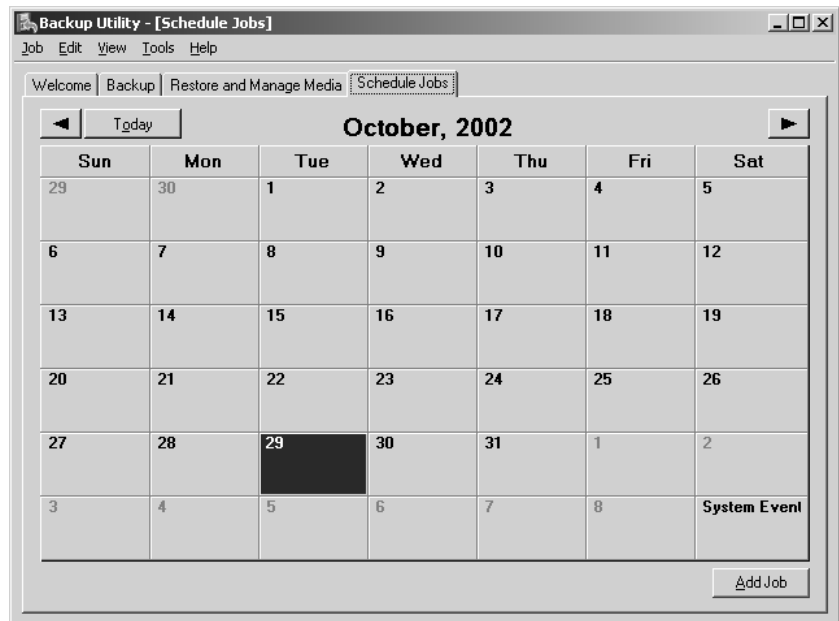 Backup Utility - [Schedule Jobs]
Job Edit View Tools Help
Welcome Backup Restore and Manage Media Schedule Jobs
Today October, 2002
Sun Mon Tue Wed Thu Fri Sat
29 30 1 2 3 4 5
6 7 8 9 10 11 12
13 14 15 16 17 18 19
20 21 22 23 24 25 26
27 28 29 30 31 1 2
3 4 5 6 7 8 System Event
Add Job